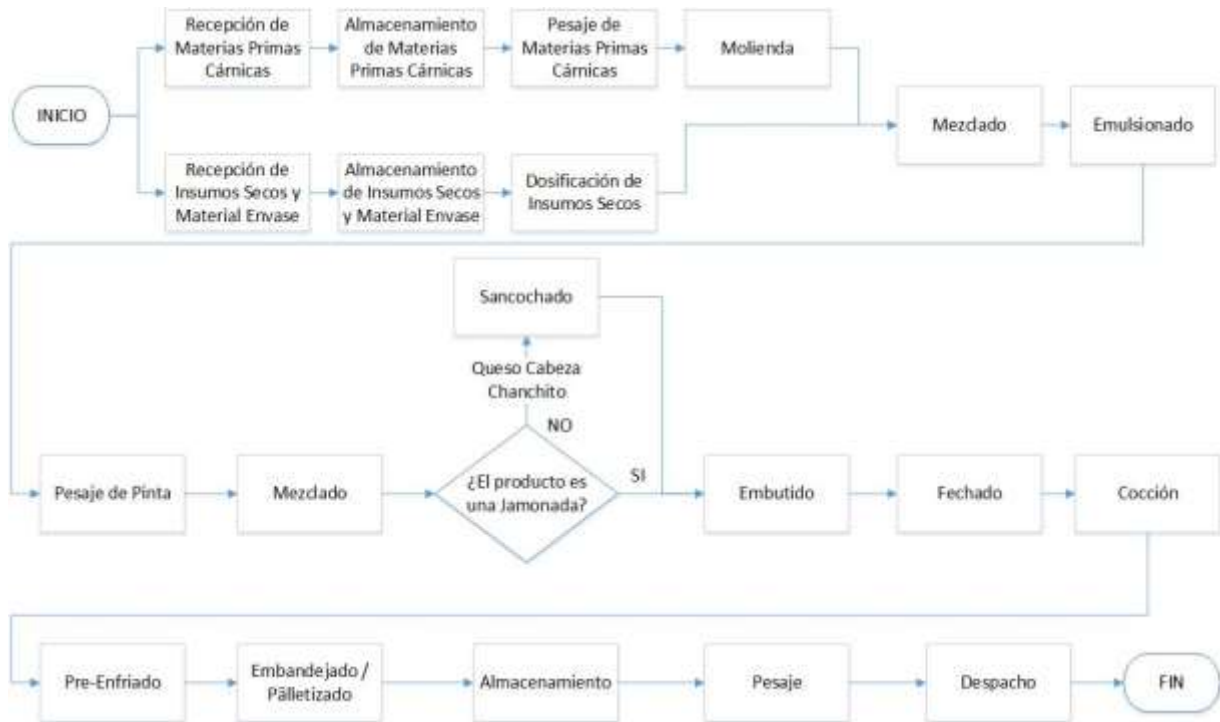 Recepción de
Materias Primas
Cárnicas
Almacenamiento
de Materias
Primas Cárnicas
Pesaje de
Materias Primas
Cárnicas
Molienda
INICIO
Mezclado
Emulsionado
Recepción de
Insumos Secos y
Material Envase
Almacenamiento
de Insumos Secos
y Material Envase
Dosificación de
Insumos Secos
Sancochado
Queso Cabeza
Chanchito
NO
Pesaje de Pinta
Mezclado
¿El producto es
una Jamonada?
SI
Embutido
Fechado
Cocción
Pre-Enfriado
Embandejado /
Pälletizado
Almacenamiento
Pesaje
Despacho
FIN